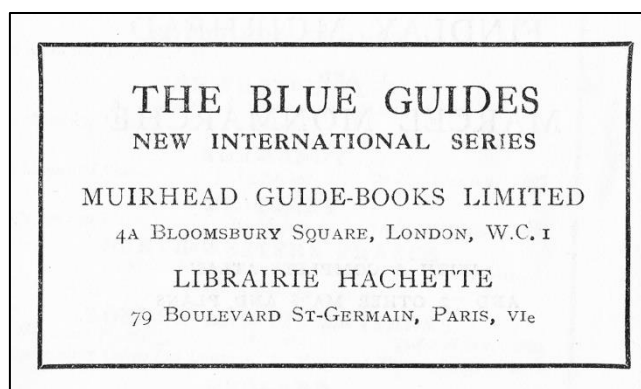 THE BLUE GUIDES
NEW INTERNATIONAL SERIES
MUIRHEAD GUIDE-BOOKS LIMITED
4A BLOOMSBURY SQUARE, LONDON, W.C. 1
LIBRAIRIE HACHETTE
79 BOULEVARD ST-GERMAIN, PARIS, VIe